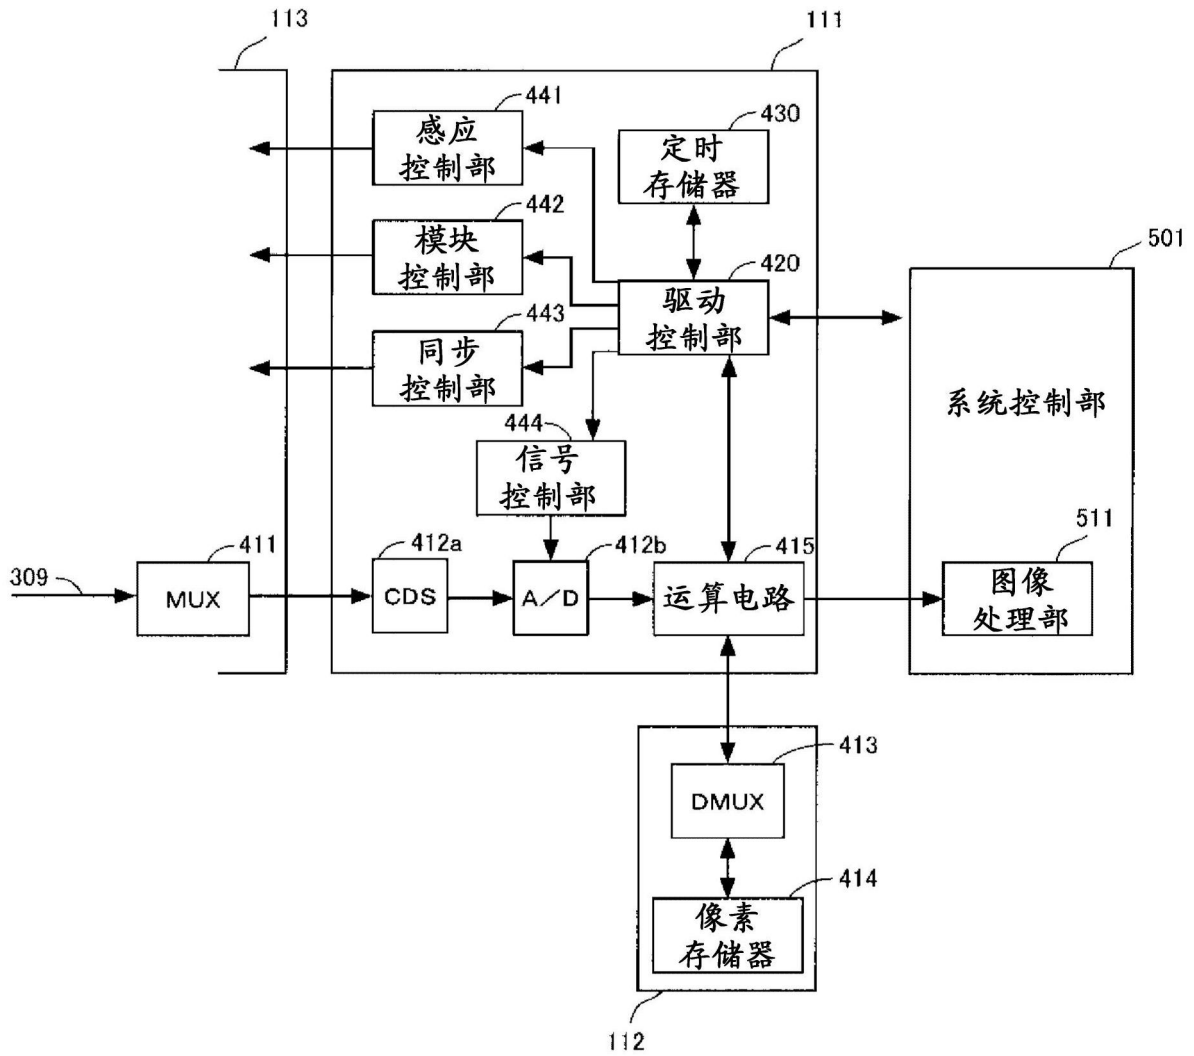 113
111
441
感应
控制部
430
定时
存储器
442
模块
控制部
420
驱动
控制部
501
443
同步
控制部
系统控制部
444
信号
控制部
309
411
MUX
412a
CDS
412b
A/D
415
运算电路
511
图像
处理部
413
DMUX
414
像素
存储器
112